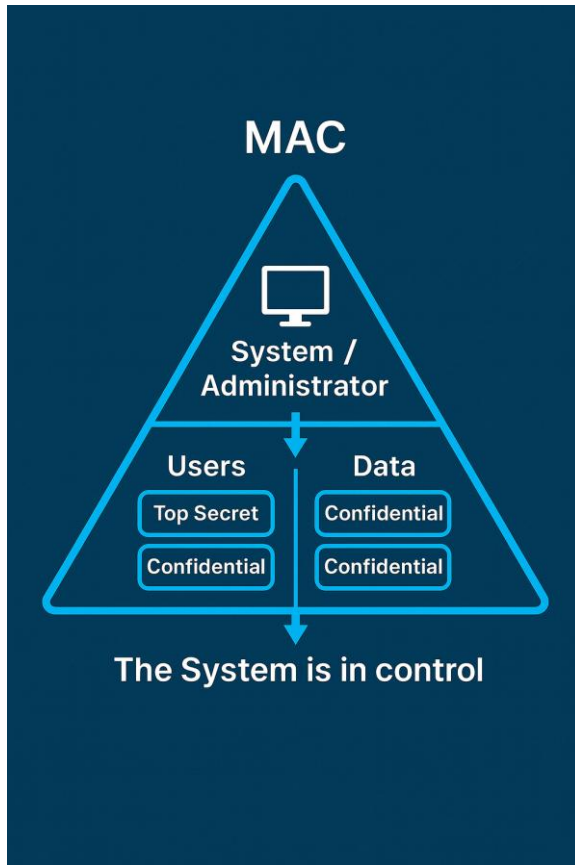 MAC
System /
Administrator
Users
Top Secret
Confidential
Data
Confidential
Confidential
The System is in control